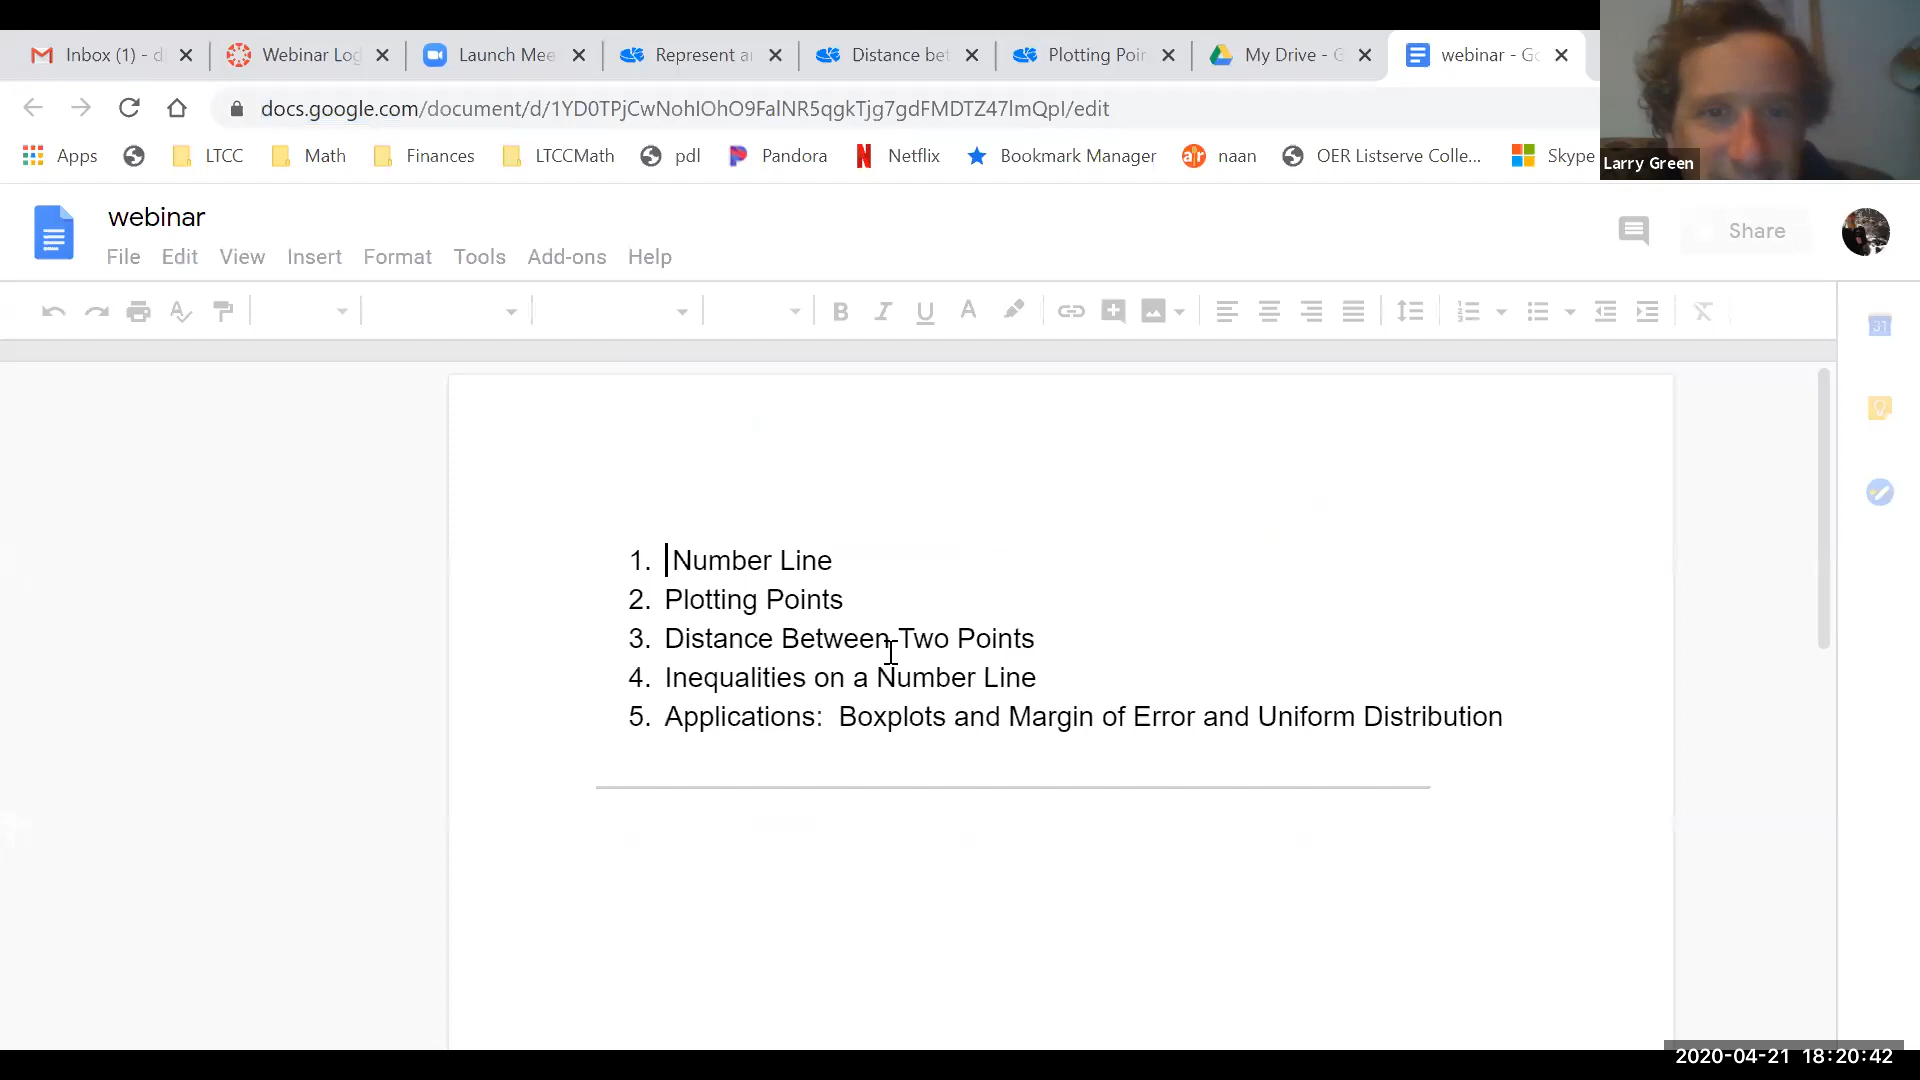 Inbox (1) - d
Webinar Log
Launch Mee
Represent a
Distance bet
Plotting Poin
My Drive - G
webinar - Go
docs.google.com/document/d/1YD0TPjCwNohIOhO9FalNR5qgkTjg7gdFMDTZ47lmQpI/edit
Apps
LTCC
Math
Finances
LTCCMath
pdl
Pandora
Netflix
Bookmark Manager
naan
OER Listserve Colle...
Skype
Larry Green
webinar
Share
File Edit View Insert Format Tools Add-ons Help
31
1. Number Line
2. Plotting Points
3. Distance Between Two Points
4. Inequalities on a Number Line
5. Applications: Boxplots and Margin of Error and Uniform Distribution
2020-04-21 18:20:42